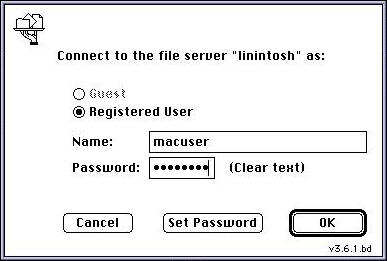 Connect to the file server "linintosh" as:
Guest
Registered User
Name: macuser
Password: •••••••• (Clear text)
Cancel Set Password OK
v3.6.1.bd